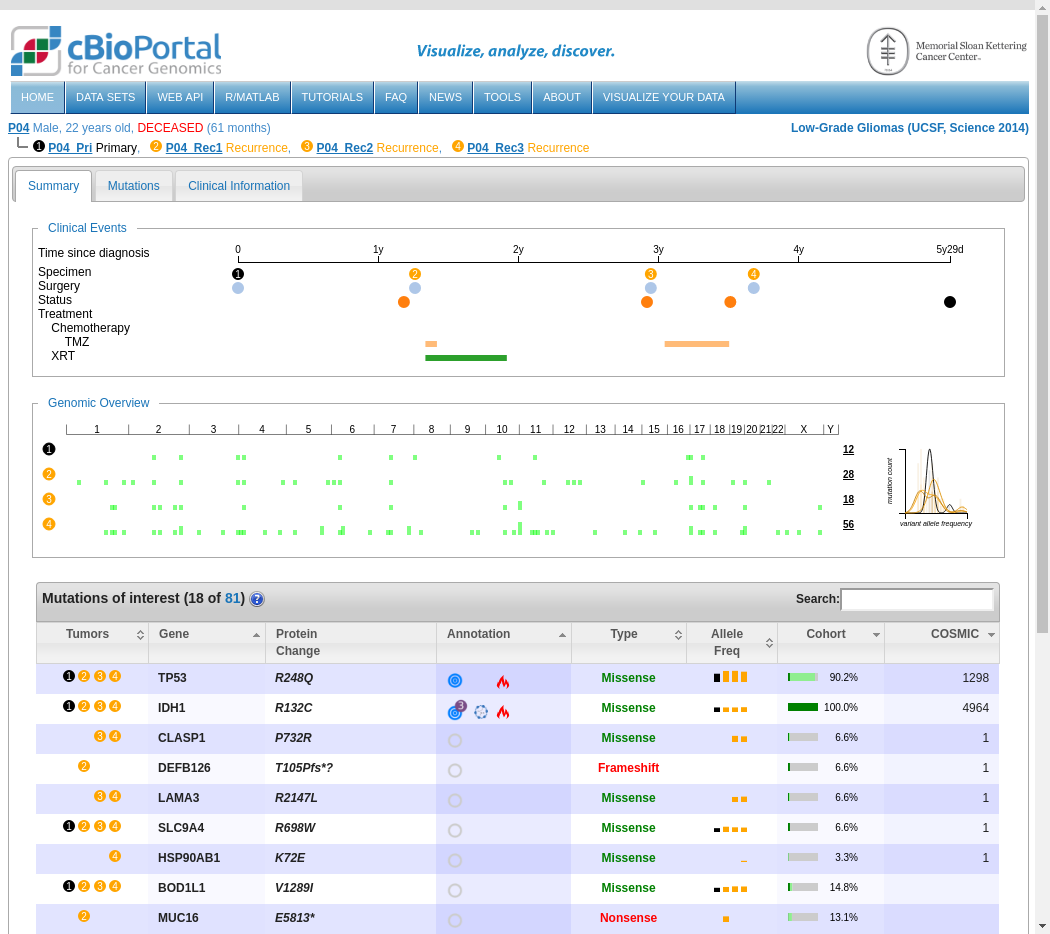 cBioPortal
for Cancer Genomics
Visualize, analyze, discover.
Memorial Sloan Kettering
Cancer Center
HOME DATA SETS WEB API R/MATLAB TUTORIALS FAQ NEWS TOOLS ABOUT VISUALIZE YOUR DATA
P04 Male, 22 years old, DECEASED (61 months) Low-Grade Gliomas (UCSF, Science 2014)
1 P04_Pri Primary, 2 P04_Rec1 Recurrence, 3 P04_Rec2 Recurrence, 4 P04_Rec3 Recurrence
Summary Mutations Clinical Information
Clinical Events
Time since diagnosis 0 1y 2y 3y 4y 5y29d
Specimen 1 2 3 4
Surgery
Status
Treatment
Chemotherapy
TMZ
XRT
Genomic Overview
1 2 3 4 5 6 7 8 9 10 11 12 13 14 15 16 17 18 19 20 21 22 X Y
1 12
2 28
3 18
4 56
mutation count
variant allele frequency
Mutations of interest (18 of 81) ? Search:
Tumors Gene Protein Change Annotation Type Allele Freq Cohort COSMIC
1 2 3 4 TP53 R248Q Missense 90.2% 1298
1 2 3 4 IDH1 R132C 3 Missense 100.0% 4964
3 4 CLASP1 P732R Missense 6.6% 1
2 DEFB126 T105Pfs*? Frameshift 6.6% 1
3 4 LAMA3 R2147L Missense 6.6% 1
1 2 3 4 SLC9A4 R698W Missense 6.6% 1
4 HSP90AB1 K72E Missense 3.3% 1
1 2 3 4 BOD1L1 V1289I Missense 14.8%
2 MUC16 E5813* Nonsense 13.1%